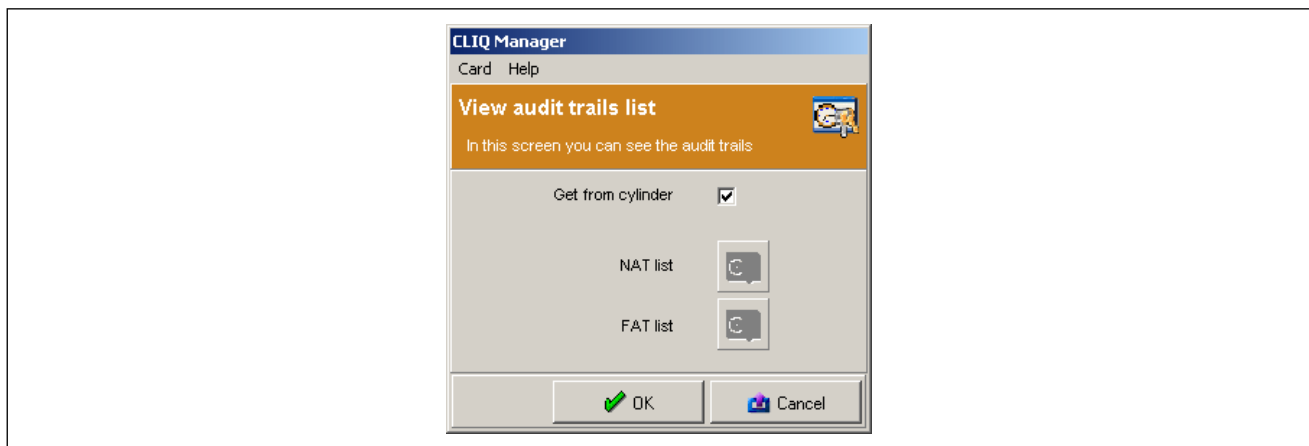 CLIQ Manager
Card Help
View audit trails list
In this screen you can see the audit trails
Get from cylinder
NAT list
FAT list
OK Cancel